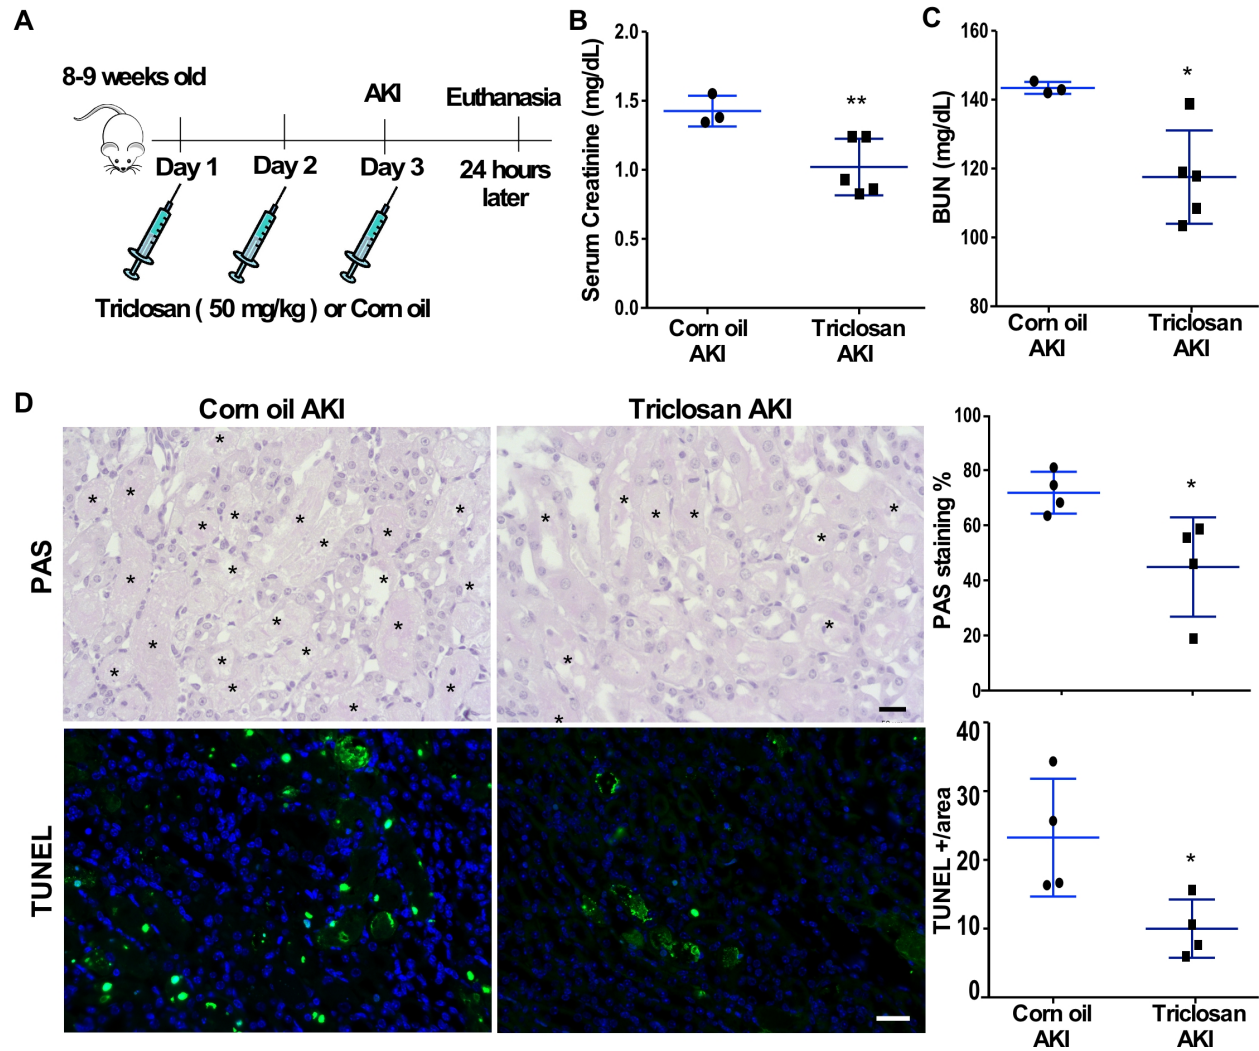 A
8-9 weeks old
AKI
Euthanasia
Day 1
Day 2
Day 3
24 hours
later
Triclosan ( 50 mg/kg ) or Corn oil
B
Serum Creatinine (mg/dL)
2.0
1.5
1.0
0.5
0.0
**
Corn oil
AKI
Triclosan
AKI
C
BUN (mg/dL)
160
140
120
100
80
*
Corn oil
AKI
Triclosan
AKI
D
Corn oil AKI
Triclosan AKI
PAS
TUNEL
PAS staining %
100
80
60
40
20
0
*
TUNEL +/area
40
30
20
10
0
*
Corn oil
AKI
Triclosan
AKI